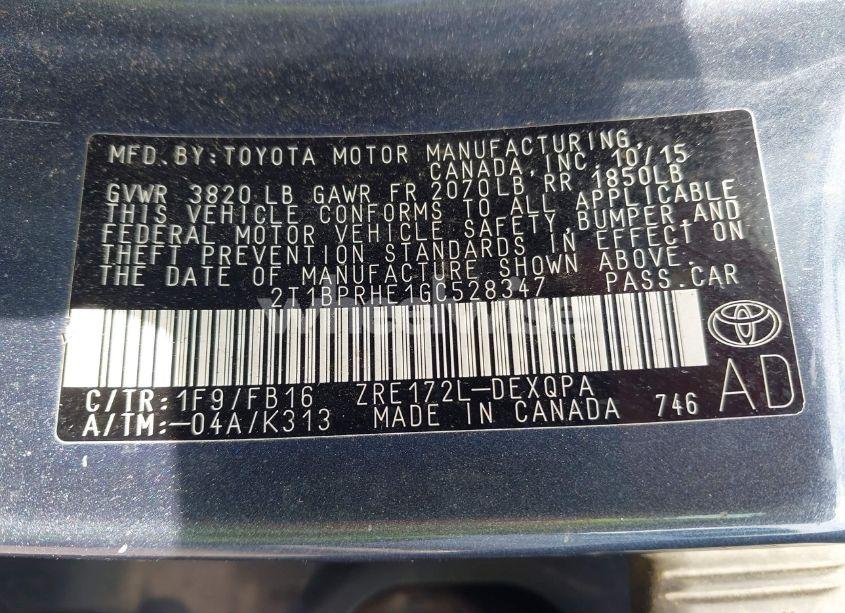 MFD.BY:TOYOTA MOTOR MANUFACTURING,
CANADA,INC. 10/15
GVWR 3820 LB GAWR FR 2070LB RR 1850LB
THIS VEHICLE CONFORMS TO ALL APPLICABLE
FEDERAL MOTOR VEHICLE SAFETY,BUMPER AND
THEFT PREVENTION STANDARDS IN EFFECT ON
THE DATE OF MANUFACTURE SHOWN ABOVE.
2T1BPRHE1GC528347 PASS.CAR
C/TR:1F9/FB16 ZRE172L-DEXQPA
A/TM:-04A/K313 MADE IN CANADA 746
AD